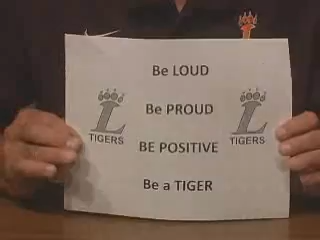 Be LOUD
Be PROUD
L TIGERS
L TIGERS
BE POSITIVE
Be a TIGER